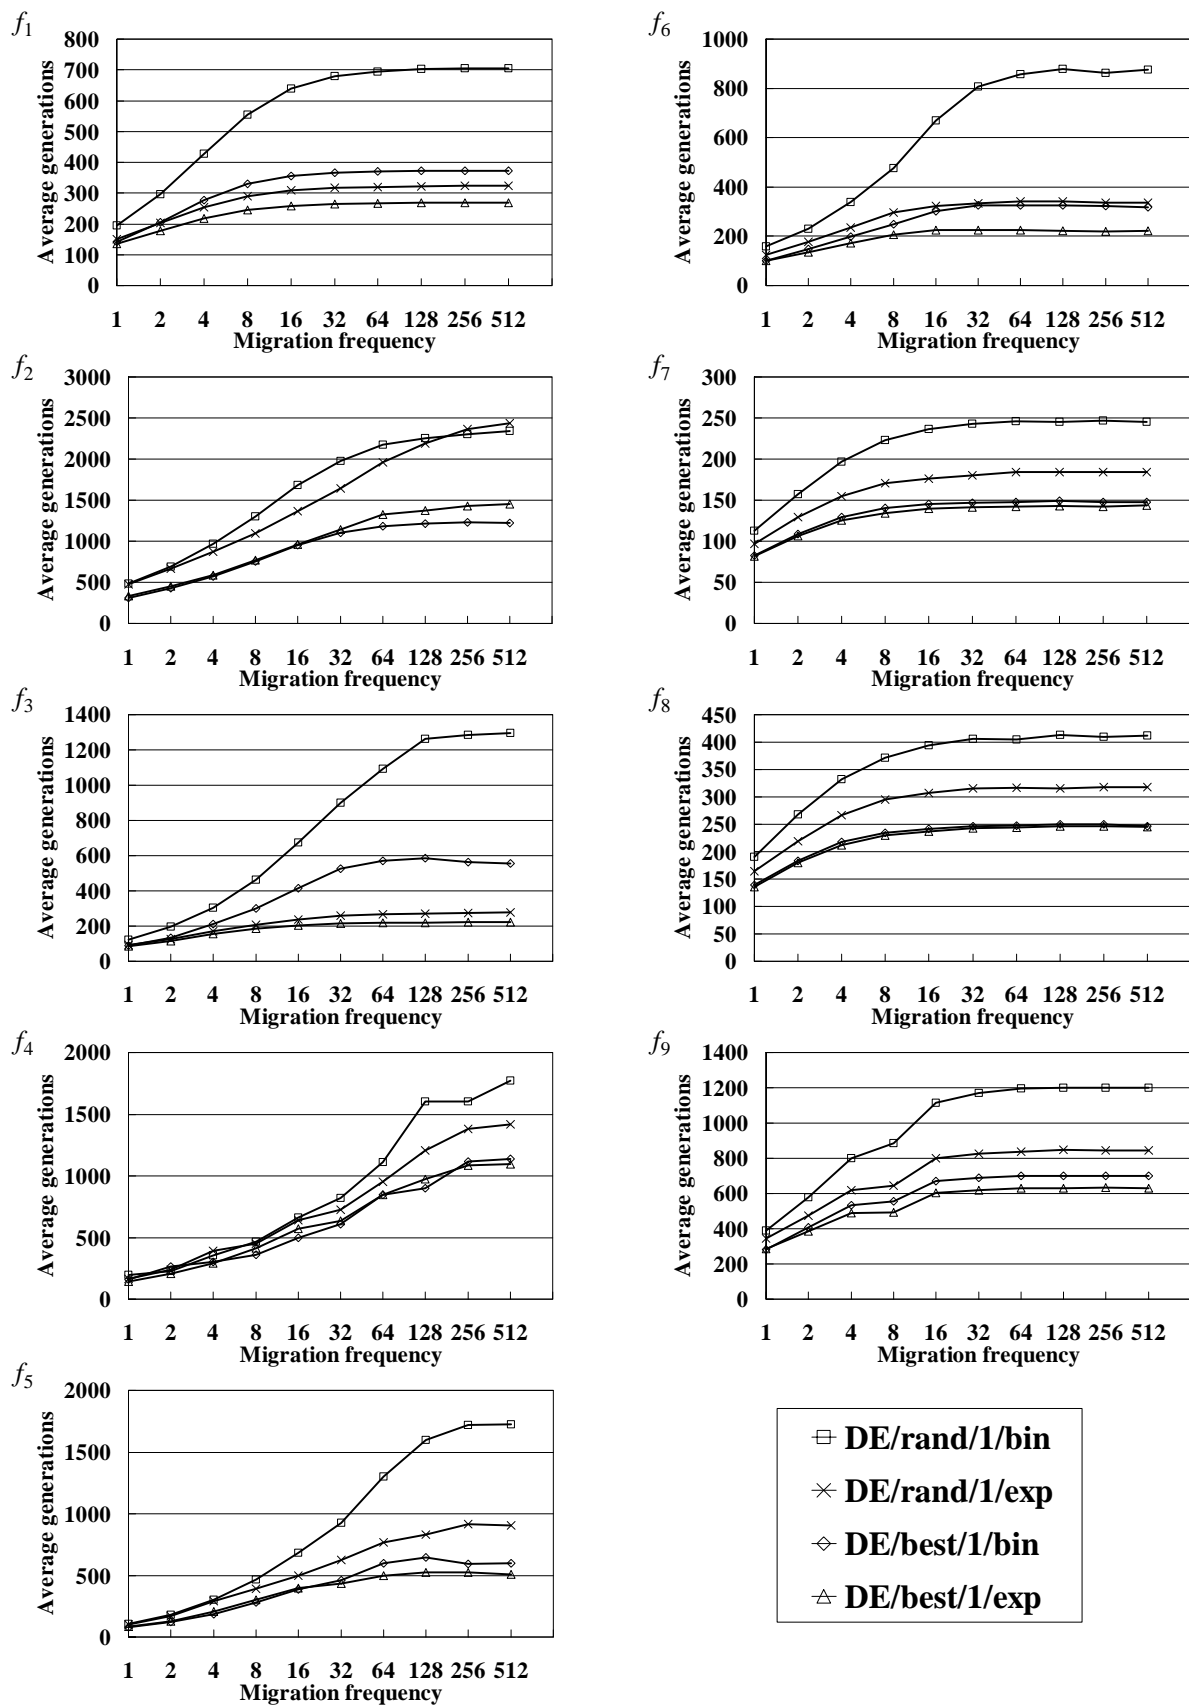 f1
Average generations
800
700
600
500
400
300
200
100
0
1 2 4 8 16 32 64 128 256 512
Migration frequency
f2
Average generations
3000
2500
2000
1500
1000
500
0
1 2 4 8 16 32 64 128 256 512
Migration frequency
f3
Average generations
1400
1200
1000
800
600
400
200
0
1 2 4 8 16 32 64 128 256 512
Migration frequency
f4
Average generations
2000
1500
1000
500
0
1 2 4 8 16 32 64 128 256 512
Migration frequency
f5
Average generations
2000
1500
1000
500
0
1 2 4 8 16 32 64 128 256 512
Migration frequency
f6
Average generations
1000
800
600
400
200
0
1 2 4 8 16 32 64 128 256 512
Migration frequency
f7
Average generations
300
250
200
150
100
50
0
1 2 4 8 16 32 64 128 256 512
Migration frequency
f8
Average generations
450
400
350
300
250
200
150
100
50
0
1 2 4 8 16 32 64 128 256 512
Migration frequency
f9
Average generations
1400
1200
1000
800
600
400
200
0
1 2 4 8 16 32 64 128 256 512
Migration frequency
DE/rand/1/bin
DE/rand/1/exp
DE/best/1/bin
DE/best/1/exp